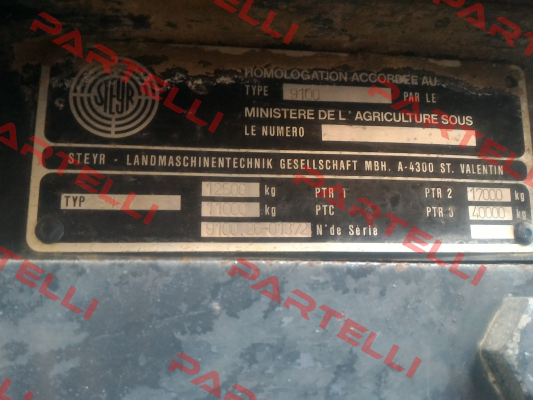 STEYR
HOMOLOGATION ACCORDEE AU
TYPE 9100 PAR LE
MINISTERE DE L'AGRICULTURE SOUS
LE NUMERO
STEYR - LANDMASCHINENTECHNIK GESELLSCHAFT MBH. A-4300 ST. VALENTIN
TYP 12500 kg PTR 1 PTR 2 12000 kg
11000 kg PTC PTR 3 40000 kg
N° de Série
PARTELLI
PARTELLI
PARTELLI
PARTELLI
PARTELLI
PARTELLI